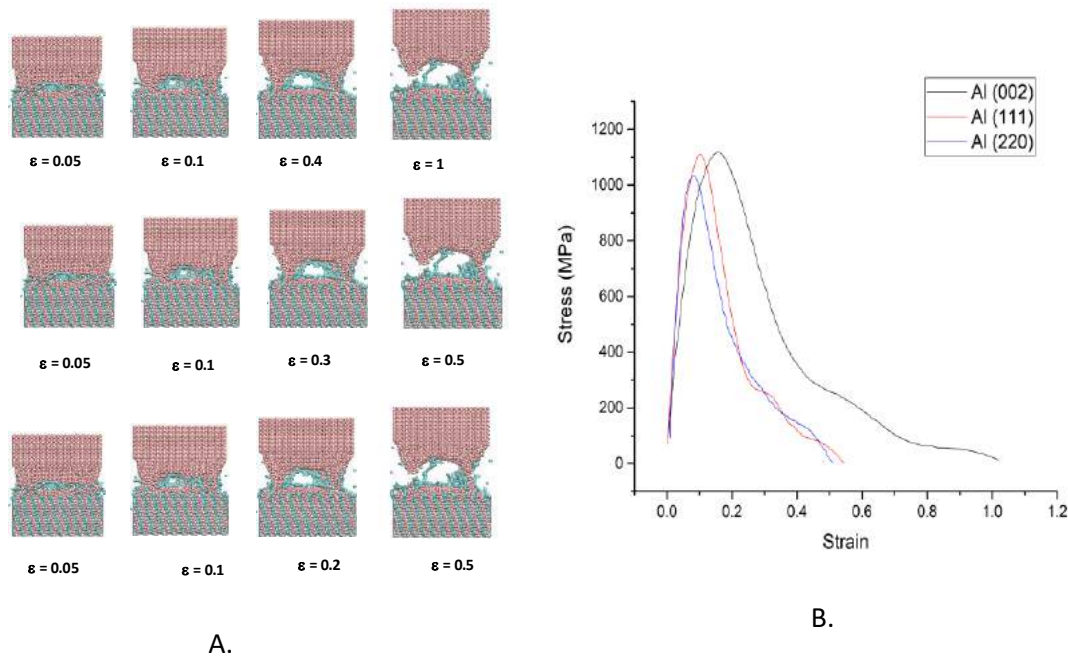 ε = 0.05
ε = 0.1
ε = 0.4
ε = 1
ε = 0.05
ε = 0.1
ε = 0.3
ε = 0.5
ε = 0.05
ε = 0.1
ε = 0.2
ε = 0.5
A.
Al (002)
Al (111)
Al (220)
Stress (MPa)
1200
1000
800
600
400
200
0
0.0 0.2 0.4 0.6 0.8 1.0 1.2
Strain
B.